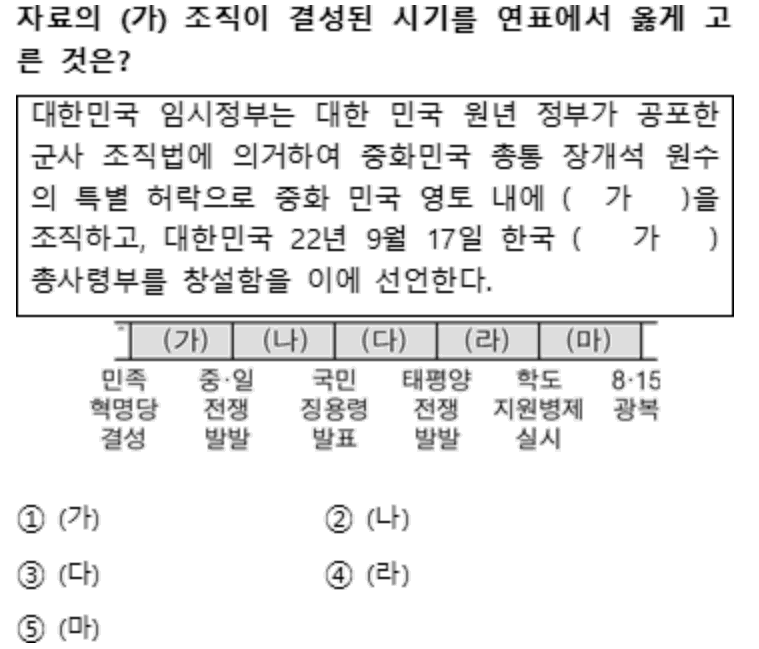 자료의 (가) 조직이 결성된 시기를 연표에서 옳게 고
른 것은?
대한민국 임시정부는 대한 민국 원년 정부가 공포한
군사 조직법에 의거하여 중화민국 총통 장개석 원수
의 특별 허락으로 중화 민국 영토 내에 ( 가 )을
조직하고, 대한민국 22년 9월 17일 한국 ( 가 )
총사령부를 창설함을 이에 선언한다.
(가) (나) (다) (라) (마)
민족 중·일 국민 태평양 학도 8·15
혁명당 전쟁 징용령 전쟁 지원병제 광복
결성 발발 발표 발발 실시
① (가) ② (나)
③ (다) ④ (라)
⑤ (마)